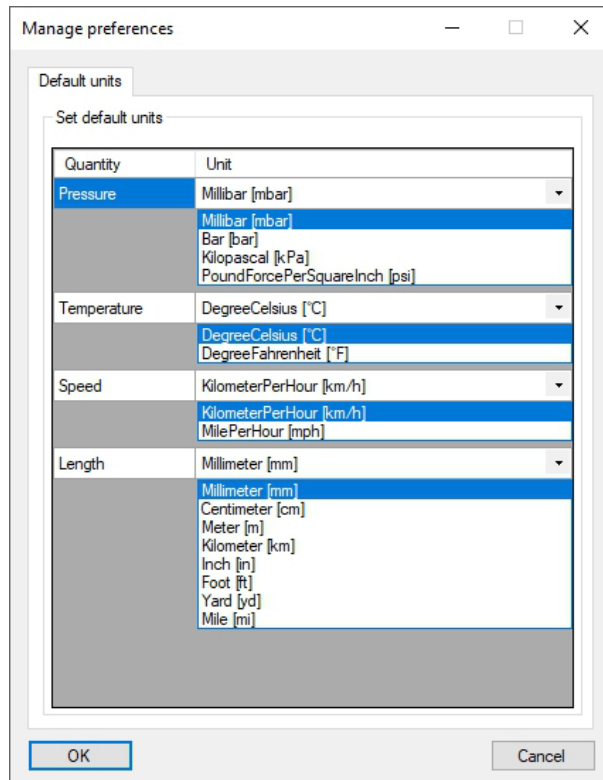 Manage preferences
Default units
Set default units
Quantity Unit
Pressure Millibar [mbar]
Millibar [mbar]
Bar [bar]
Kilopascal [kPa]
PoundForcePerSquareInch [psi]
Temperature DegreeCelsius [°C]
DegreeCelsius [°C]
DegreeFahrenheit [°F]
Speed KilometerPerHour [km/h]
KilometerPerHour [km/h]
MilePerHour [mph]
Length Millimeter [mm]
Millimeter [mm]
Centimeter [cm]
Meter [m]
Kilometer [km]
Inch [in]
Foot [ft]
Yard [yd]
Mile [mi]
OK Cancel